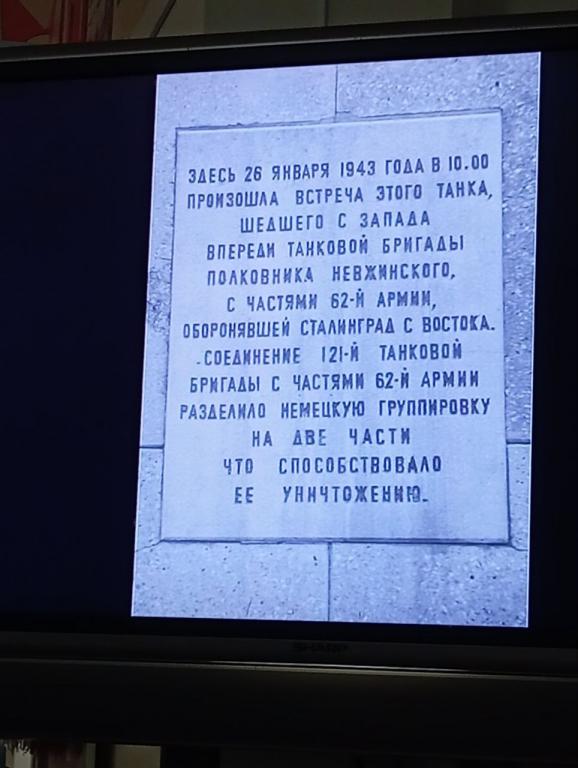 ЗДЕСЬ 26 ЯНВАРЯ 1943 ГОДА В 10.00
ПРОИЗОШЛА ВСТРЕЧА ЭТОГО ТАНКА,
ШЕДШЕГО С ЗАПАДА
ВПЕРЕДИ ТАНКОВОЙ БРИГАДЫ
ПОЛКОВНИКА НЕВЖИНСКОГО,
С ЧАСТЯМИ 62-Й АРМИИ,
ОБОРОНЯВШЕЙ СТАЛИНГРАД С ВОСТОКА.
СОЕДИНЕНИЕ 121-Й ТАНКОВОЙ
БРИГАДЫ С ЧАСТЯМИ 62-Й АРМИИ
РАЗДЕЛИЛО НЕМЕЦКУЮ ГРУППИРОВКУ
НА ДВЕ ЧАСТИ
ЧТО СПОСОБСТВОВАЛО
ЕЕ УНИЧТОЖЕНИЮ.
SHARP